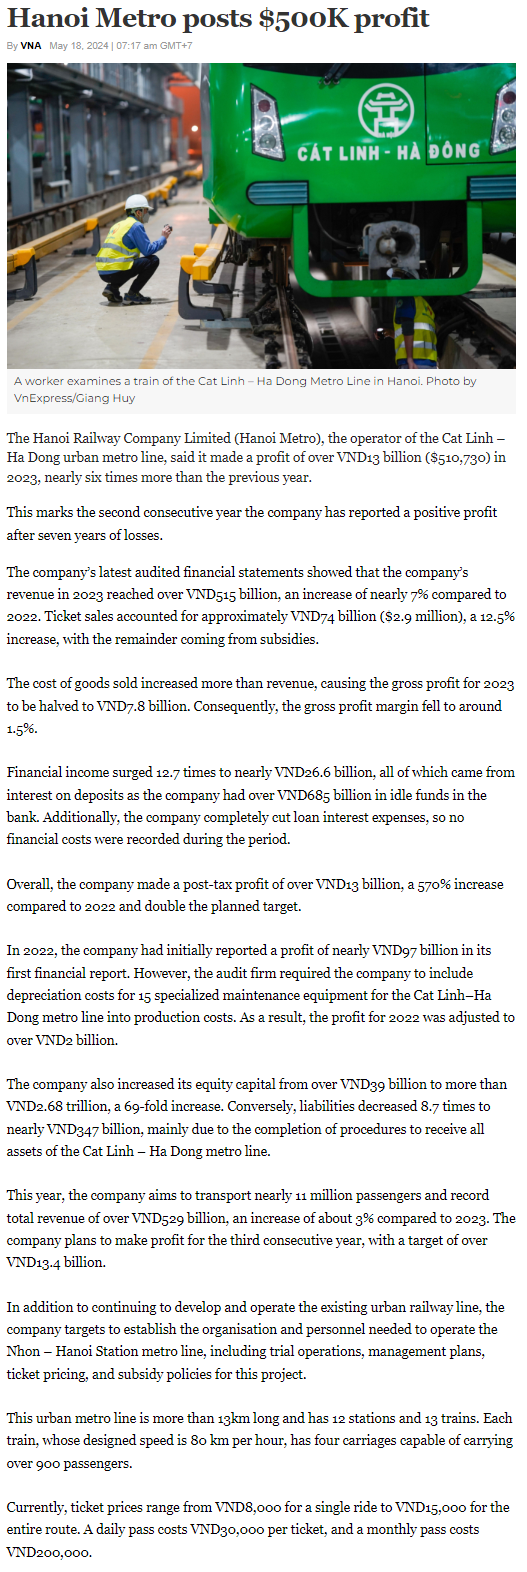 Hanoi Metro posts $500K profit
By VNA May 18, 2024 | 07:17 am GMT+7
CÁT LINH - HÀ ĐÔNG
A worker examines a train of the Cat Linh – Ha Dong Metro Line in Hanoi. Photo by
VnExpress/Giang Huy
The Hanoi Railway Company Limited (Hanoi Metro), the operator of the Cat Linh –
Ha Dong urban metro line, said it made a profit of over VND13 billion ($510,730) in
2023, nearly six times more than the previous year.
This marks the second consecutive year the company has reported a positive profit
after seven years of losses.
The company's latest audited financial statements showed that the company's
revenue in 2023 reached over VND515 billion, an increase of nearly 7% compared to
2022. Ticket sales accounted for approximately VND74 billion ($2.9 million), a 12.5%
increase, with the remainder coming from subsidies.
The cost of goods sold increased more than revenue, causing the gross profit for 2023
to be halved to VND7.8 billion. Consequently, the gross profit margin fell to around
1.5%.
Financial income surged 12.7 times to nearly VND26.6 billion, all of which came from
interest on deposits as the company had over VND685 billion in idle funds in the
bank. Additionally, the company completely cut loan interest expenses, so no
financial costs were recorded during the period.
Overall, the company made a post-tax profit of over VND13 billion, a 570% increase
compared to 2022 and double the planned target.
In 2022, the company had initially reported a profit of nearly VND97 billion in its
first financial report. However, the audit firm required the company to include
depreciation costs for 15 specialized maintenance equipment for the Cat Linh–Ha
Dong metro line into production costs. As a result, the profit for 2022 was adjusted to
over VND2 billion.
The company also increased its equity capital from over VND39 billion to more than
VND2.68 trillion, a 69-fold increase. Conversely, liabilities decreased 8.7 times to
nearly VND347 billion, mainly due to the completion of procedures to receive all
assets of the Cat Linh – Ha Dong metro line.
This year, the company aims to transport nearly 11 million passengers and record
total revenue of over VND529 billion, an increase of about 3% compared to 2023. The
company plans to make profit for the third consecutive year, with a target of over
VND13.4 billion.
In addition to continuing to develop and operate the existing urban railway line, the
company targets to establish the organisation and personnel needed to operate the
Nhon – Hanoi Station metro line, including trial operations, management plans,
ticket pricing, and subsidy policies for this project.
This urban metro line is more than 13km long and has 12 stations and 13 trains. Each
train, whose designed speed is 80 km per hour, has four carriages capable of carrying
over 900 passengers.
Currently, ticket prices range from VND8,000 for a single ride to VND15,000 for the
entire route. A daily pass costs VND30,000 per ticket, and a monthly pass costs
VND200,000.